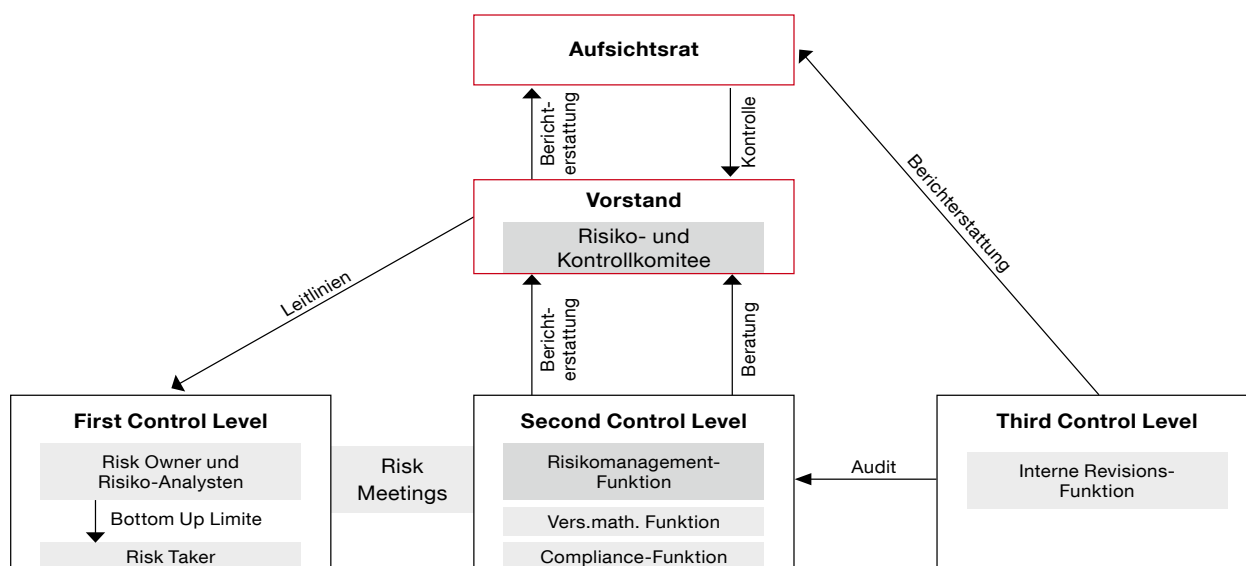 Aufsichtsrat
Bericht-
erstattung
Kontrolle
Berichterstattung
Vorstand
Risiko- und
Kontrollkomitee
Leitlinien
Bericht-
erstattung
Beratung
First Control Level
Risk Owner und
Risiko-Analysten
Bottom Up Limite
Risk Taker
Risk
Meetings
Second Control Level
Risikomanagement-
Funktion
Vers.math. Funktion
Compliance-Funktion
Audit
Third Control Level
Interne Revisions-
Funktion